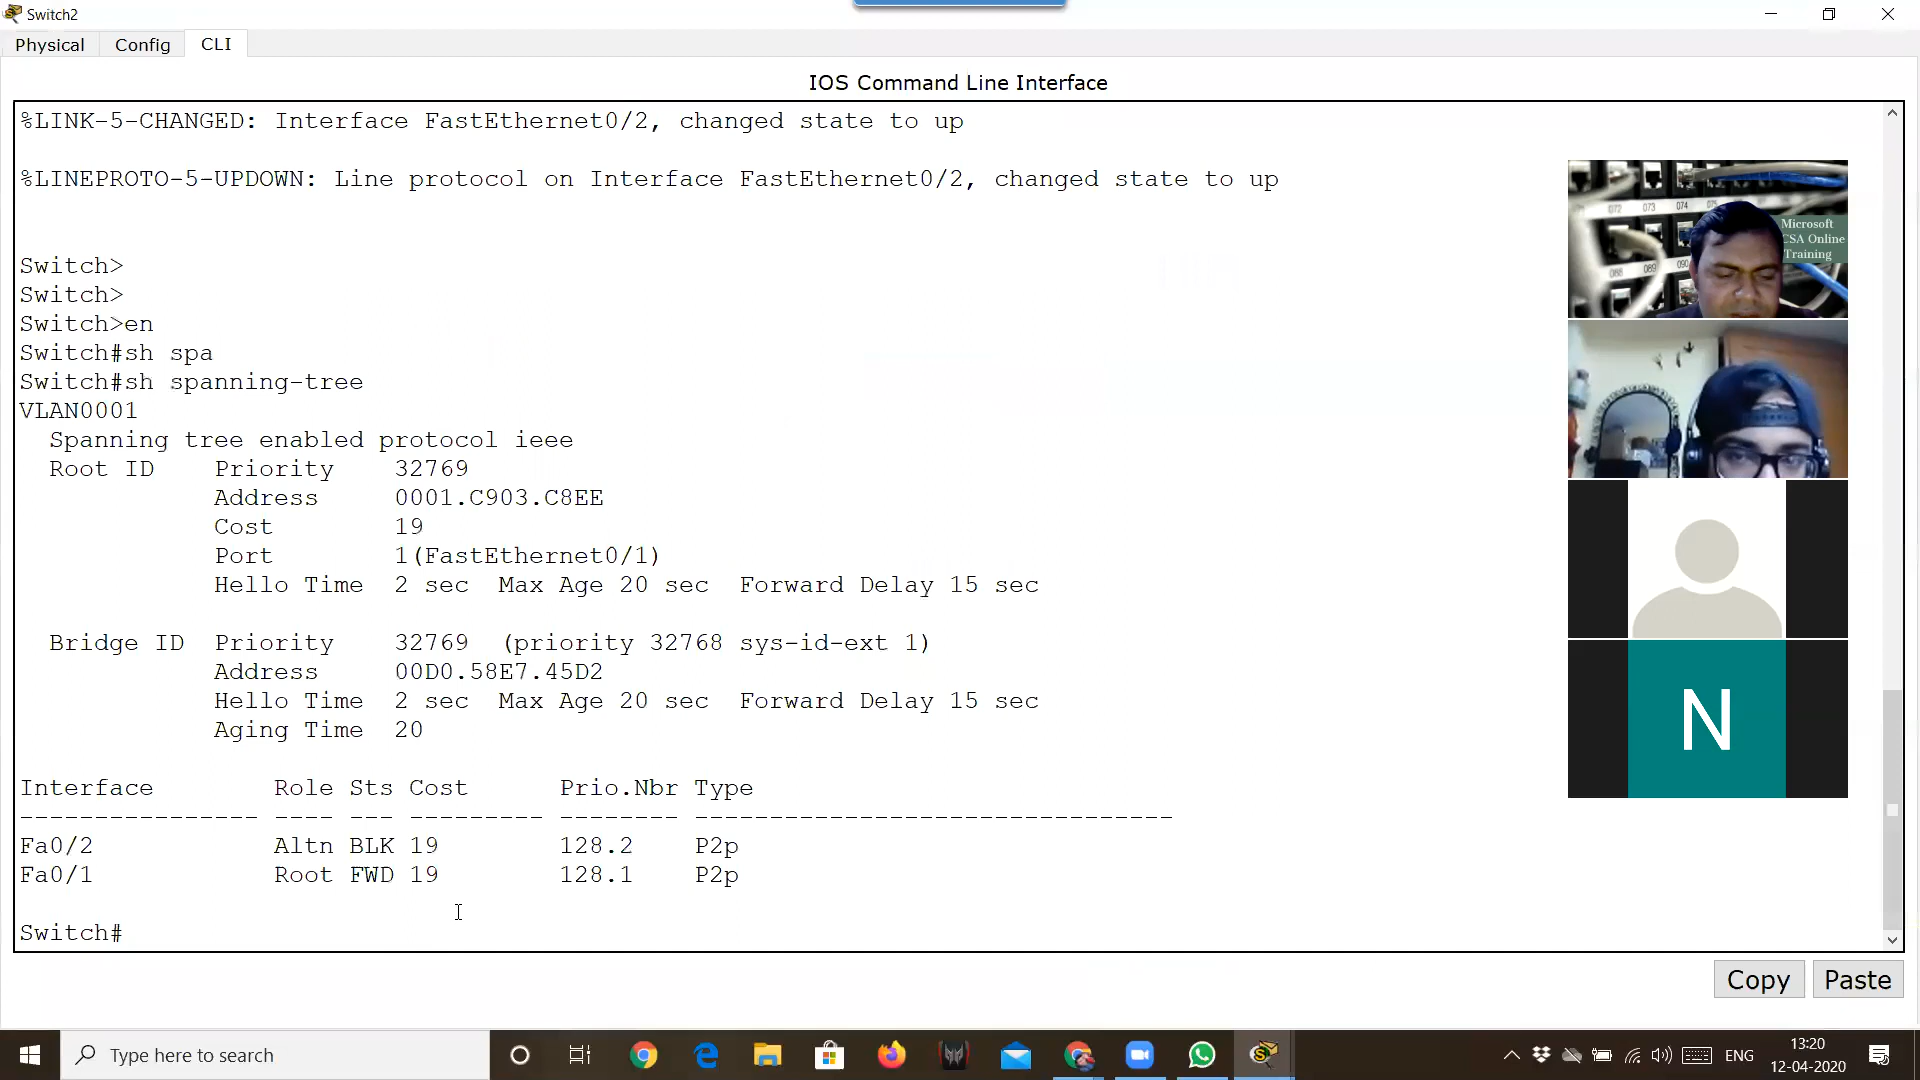 Switch2
Physical Config CLI
IOS Command Line Interface
%LINK-5-CHANGED: Interface FastEthernet0/2, changed state to up
%LINEPROTO-5-UPDOWN: Line protocol on Interface FastEthernet0/2, changed state to up
Switch>
Switch>
Switch>en
Switch#sh spa
Switch#sh spanning-tree
VLAN0001
Spanning tree enabled protocol ieee
Root ID Priority 32769
Address 0001.C903.C8EE
Cost 19
Port 1(FastEthernet0/1)
Hello Time 2 sec Max Age 20 sec Forward Delay 15 sec
Bridge ID Priority 32769 (priority 32768 sys-id-ext 1)
Address 00D0.58E7.45D2
Hello Time 2 sec Max Age 20 sec Forward Delay 15 sec
Aging Time 20
Interface Role Sts Cost Prio.Nbr Type
---------------- ---- --- --------- -------- --------------------------------
Fa0/2 Altn BLK 19 128.2 P2p
Fa0/1 Root FWD 19 128.1 P2p
Switch#
072 073 074
Microsoft
CSA Online
Training
088 089 090
N
Copy Paste
Type here to search
ENG
13:20
12-04-2020